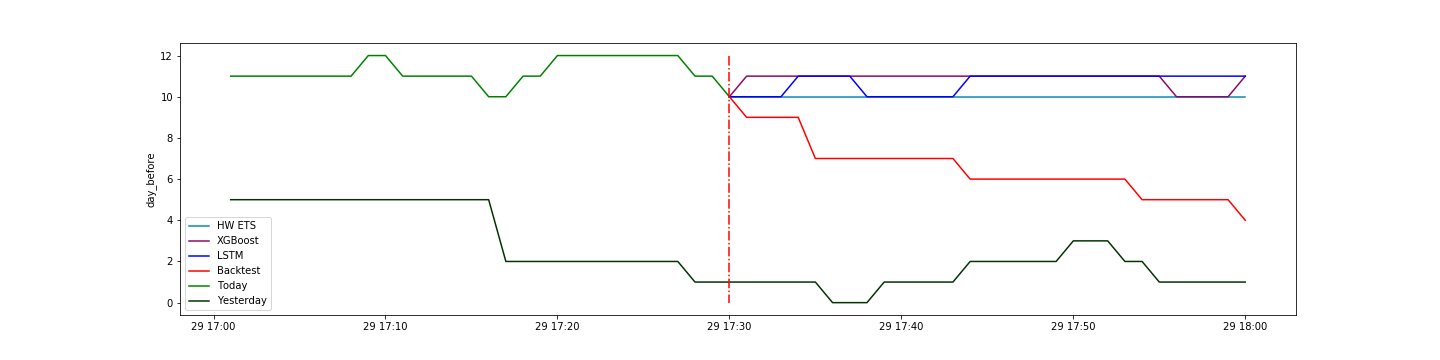 12
10
8
6
4
2
0
day_before
HW ETS
XGBoost
LSTM
Backtest
Today
Yesterday
29 17:00 29 17:10 29 17:20 29 17:30 29 17:40 29 17:50 29 18:00